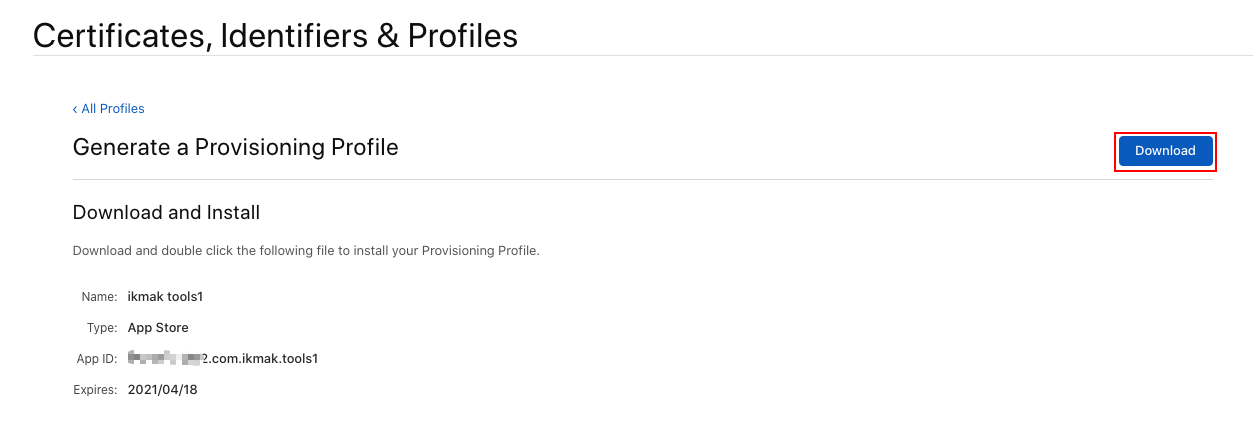 Certificates, Identifiers & Profiles
‹ All Profiles
Generate a Provisioning Profile
Download
Download and Install
Download and double click the following file to install your Provisioning Profile.
Name: ikmak tools1
Type: App Store
App ID: 2.com.ikmak.tools1
Expires: 2021/04/18